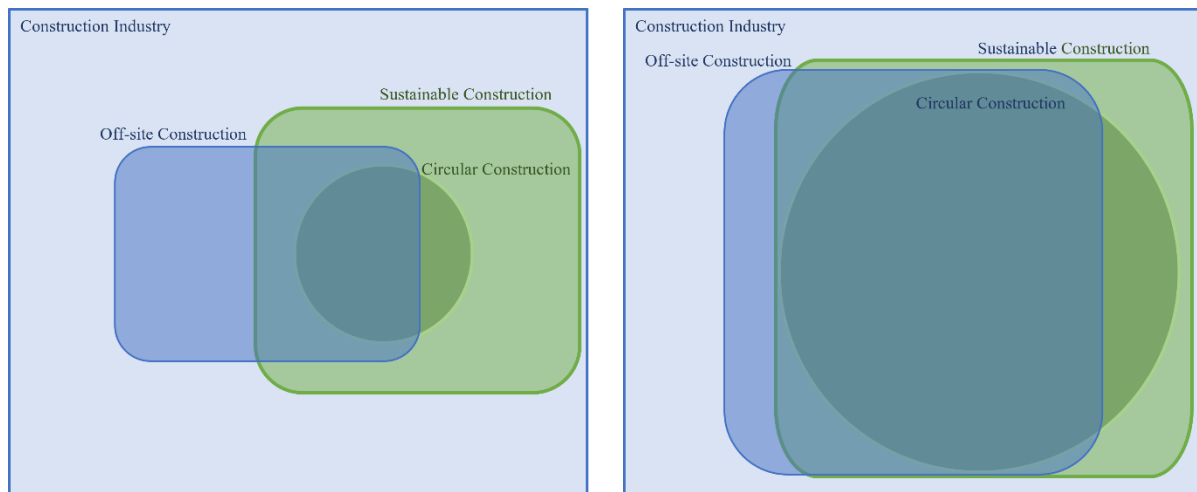 Construction Industry
Sustainable Construction
Off-site Construction
Circular Construction
Construction Industry
Sustainable Construction
Off-site Construction
Circular Construction